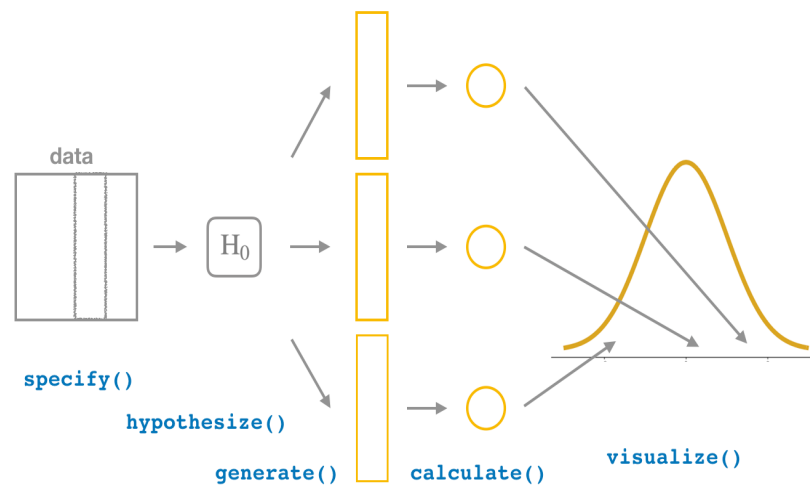 data
H₀
specify()
hypothesize()
generate()
calculate()
visualize()